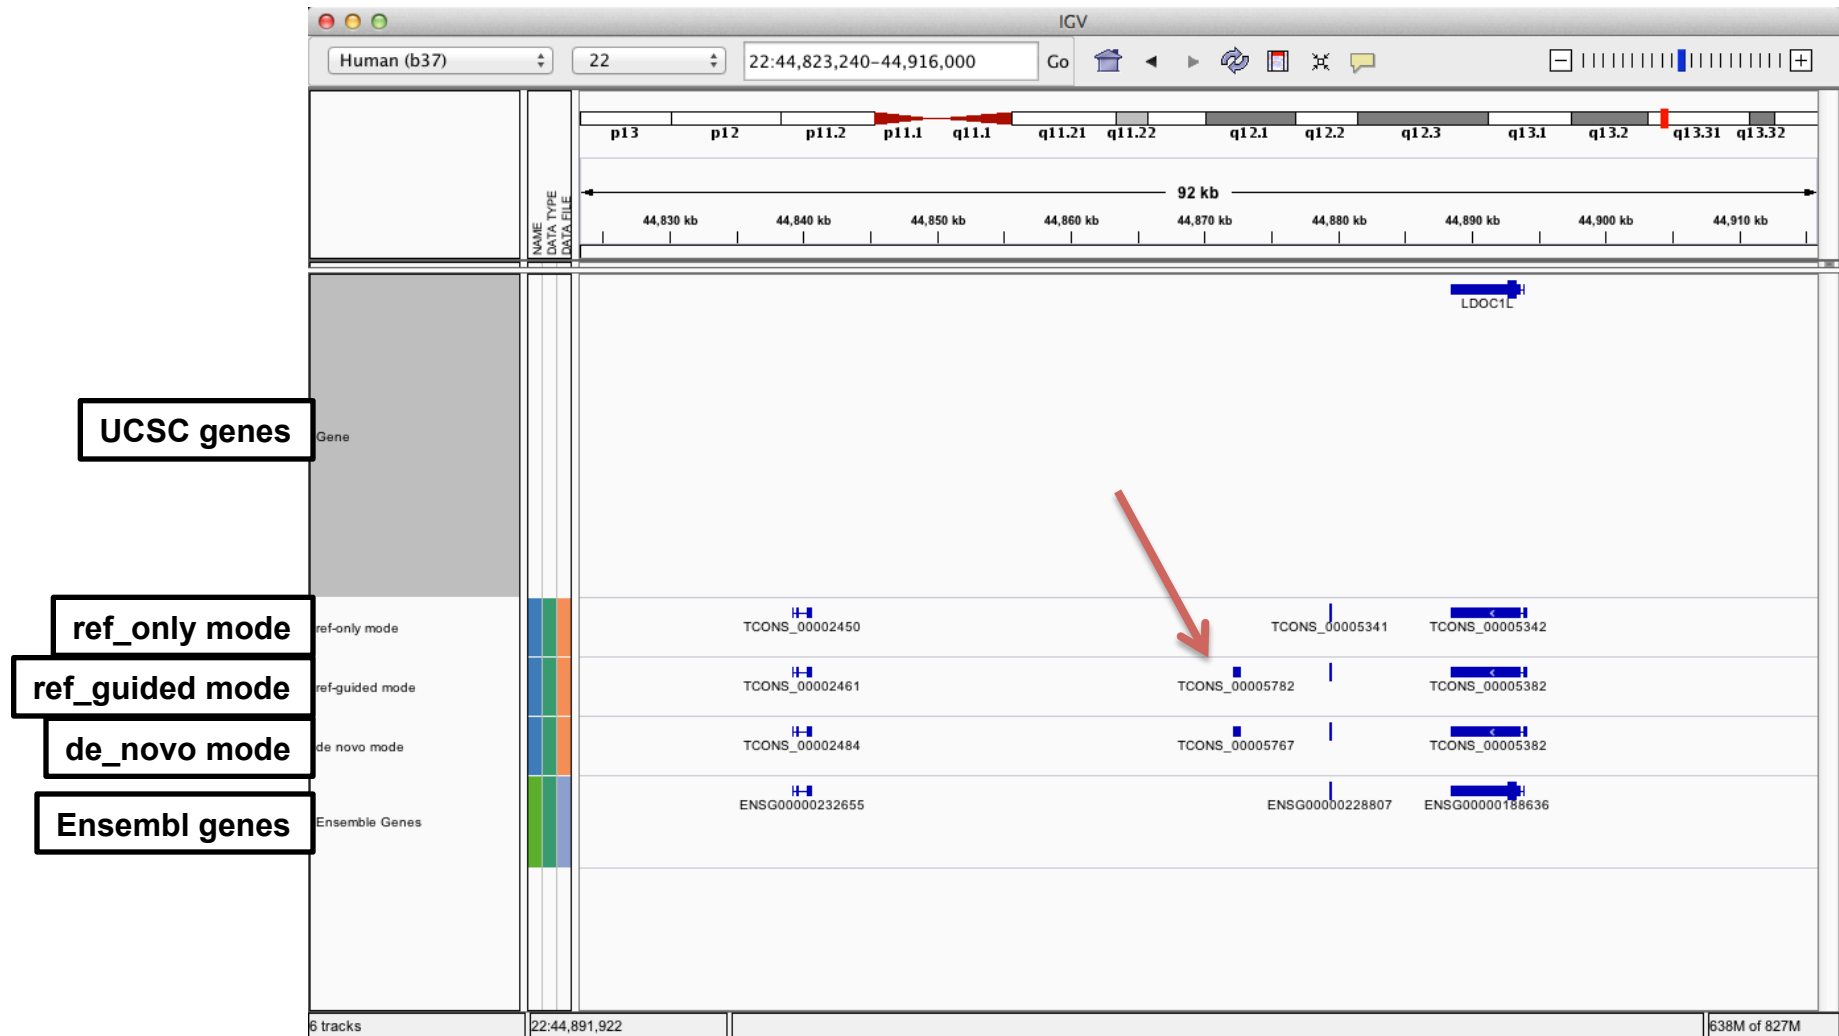 IGV
Human (b37) 22 22:44,823,240-44,916,000 Go
p13 p12 p11.2 p11.1 q11.1 q11.21 q11.22 q12.1 q12.2 q12.3 q13.1 q13.2 q13.31 q13.32
92 kb
NAME
DATA TYPE
DATA FILE
44,830 kb 44,840 kb 44,850 kb 44,860 kb 44,870 kb 44,880 kb 44,890 kb 44,900 kb 44,910 kb
LDOC1L
UCSC genes
Gene
ref_only mode
ref-only mode
TCONS_00002450 TCONS_00005341 TCONS_00005342
ref_guided mode
ref-guided mode
TCONS_00002461 TCONS_00005782 TCONS_00005382
de_novo mode
de novo mode
TCONS_00002484 TCONS_00005767 TCONS_00005382
Ensembl genes
Ensemble Genes
ENSG00000232655 ENSG00000228807 ENSG00000188636
6 tracks 22:44,891,922 638M of 827M